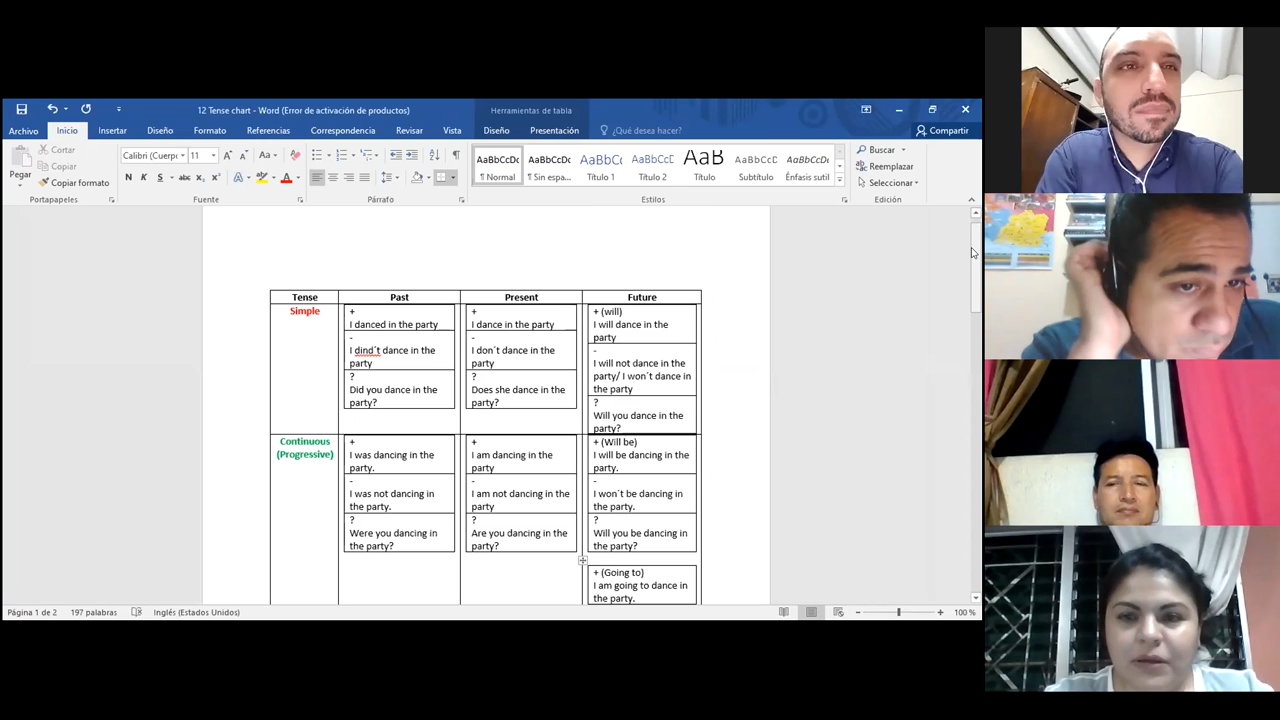 12 Tense chart - Word (Error de activación de productos)
Herramientas de tabla
Archivo Inicio Insertar Diseño Formato Referencias Correspondencia Revisar Vista Diseño Presentación ¿Qué desea hacer? Compartir
Cortar
Copiar
Copiar formato
Pegar
Portapapeles
Calibri (Cuerpo 11
N K S abc x₂ x²
Fuente
Párrafo
AaBbCcDc AaBbCcDc AaBbCc AaBbCcE AaB AaBbCcD AaBbCcDc
¶ Normal ¶ Sin espa... Título 1 Título 2 Título Subtítulo Énfasis sutil
Estilos
Buscar
Reemplazar
Seleccionar
Edición
Tense Past Present Future
Simple
+
I danced in the party
-
I dind´t dance in the
party
?
Did you dance in the
party?
+
I dance in the party
-
I don´t dance in the
party
?
Does she dance in the
party?
+ (will)
I will dance in the
party
-
I will not dance in the
party/ I won´t dance in
the party
?
Will you dance in the
party?
Continuous
(Progressive)
+
I was dancing in the
party.
-
I was not dancing in
the party.
?
Were you dancing in
the party?
+
I am dancing in the
party
-
I am not dancing in the
party
?
Are you dancing in the
party?
+ (Will be)
I will be dancing in the
party.
-
I won´t be dancing in
the party.
?
Will you be dancing in
the party?
+ (Going to)
I am going to dance in
the party.
Página 1 de 2 197 palabras Inglés (Estados Unidos) 100 %